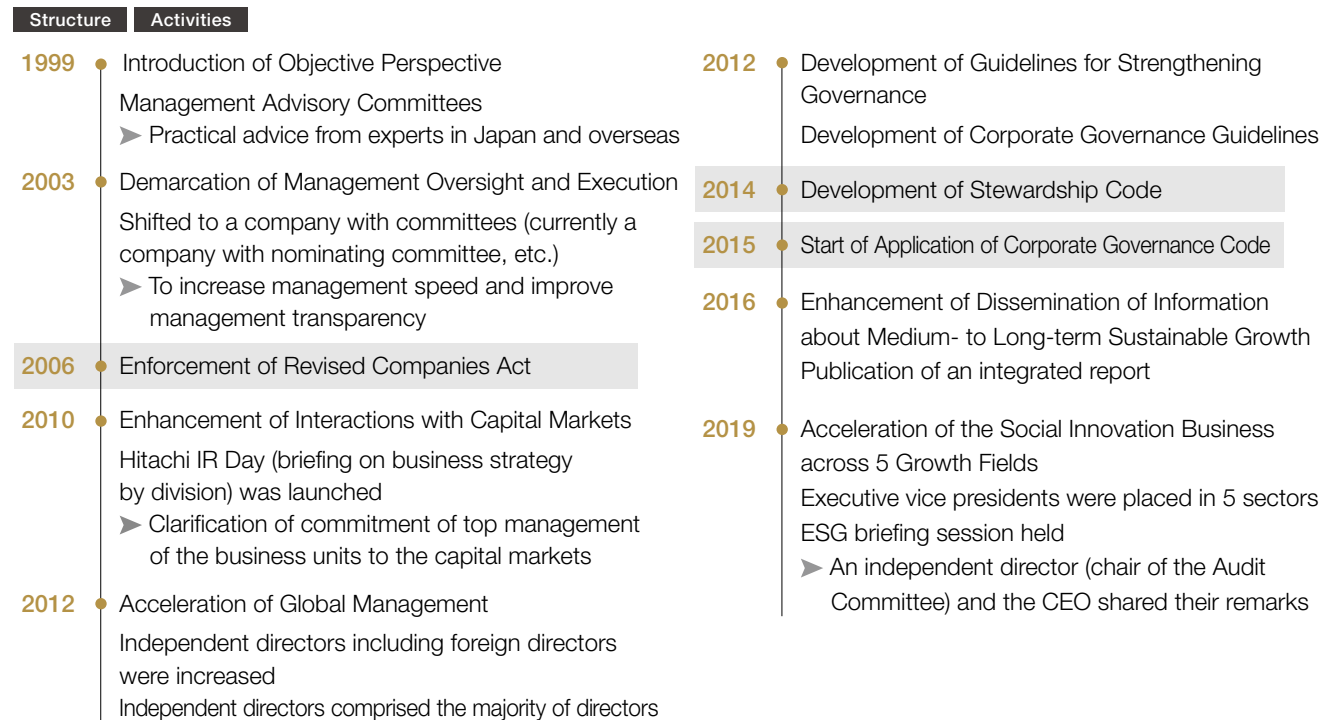 Structure Activities
1999 Introduction of Objective Perspective
Management Advisory Committees
➤ Practical advice from experts in Japan and overseas
2003 Demarcation of Management Oversight and Execution
Shifted to a company with committees (currently a
company with nominating committee, etc.)
➤ To increase management speed and improve
management transparency
2006 Enforcement of Revised Companies Act
2010 Enhancement of Interactions with Capital Markets
Hitachi IR Day (briefing on business strategy
by division) was launched
➤ Clarification of commitment of top management
of the business units to the capital markets
2012 Acceleration of Global Management
Independent directors including foreign directors
were increased
Independent directors comprised the majority of directors
2012 Development of Guidelines for Strengthening
Governance
Development of Corporate Governance Guidelines
2014 Development of Stewardship Code
2015 Start of Application of Corporate Governance Code
2016 Enhancement of Dissemination of Information
about Medium- to Long-term Sustainable Growth
Publication of an integrated report
2019 Acceleration of the Social Innovation Business
across 5 Growth Fields
Executive vice presidents were placed in 5 sectors
ESG briefing session held
➤ An independent director (chair of the Audit
Committee) and the CEO shared their remarks